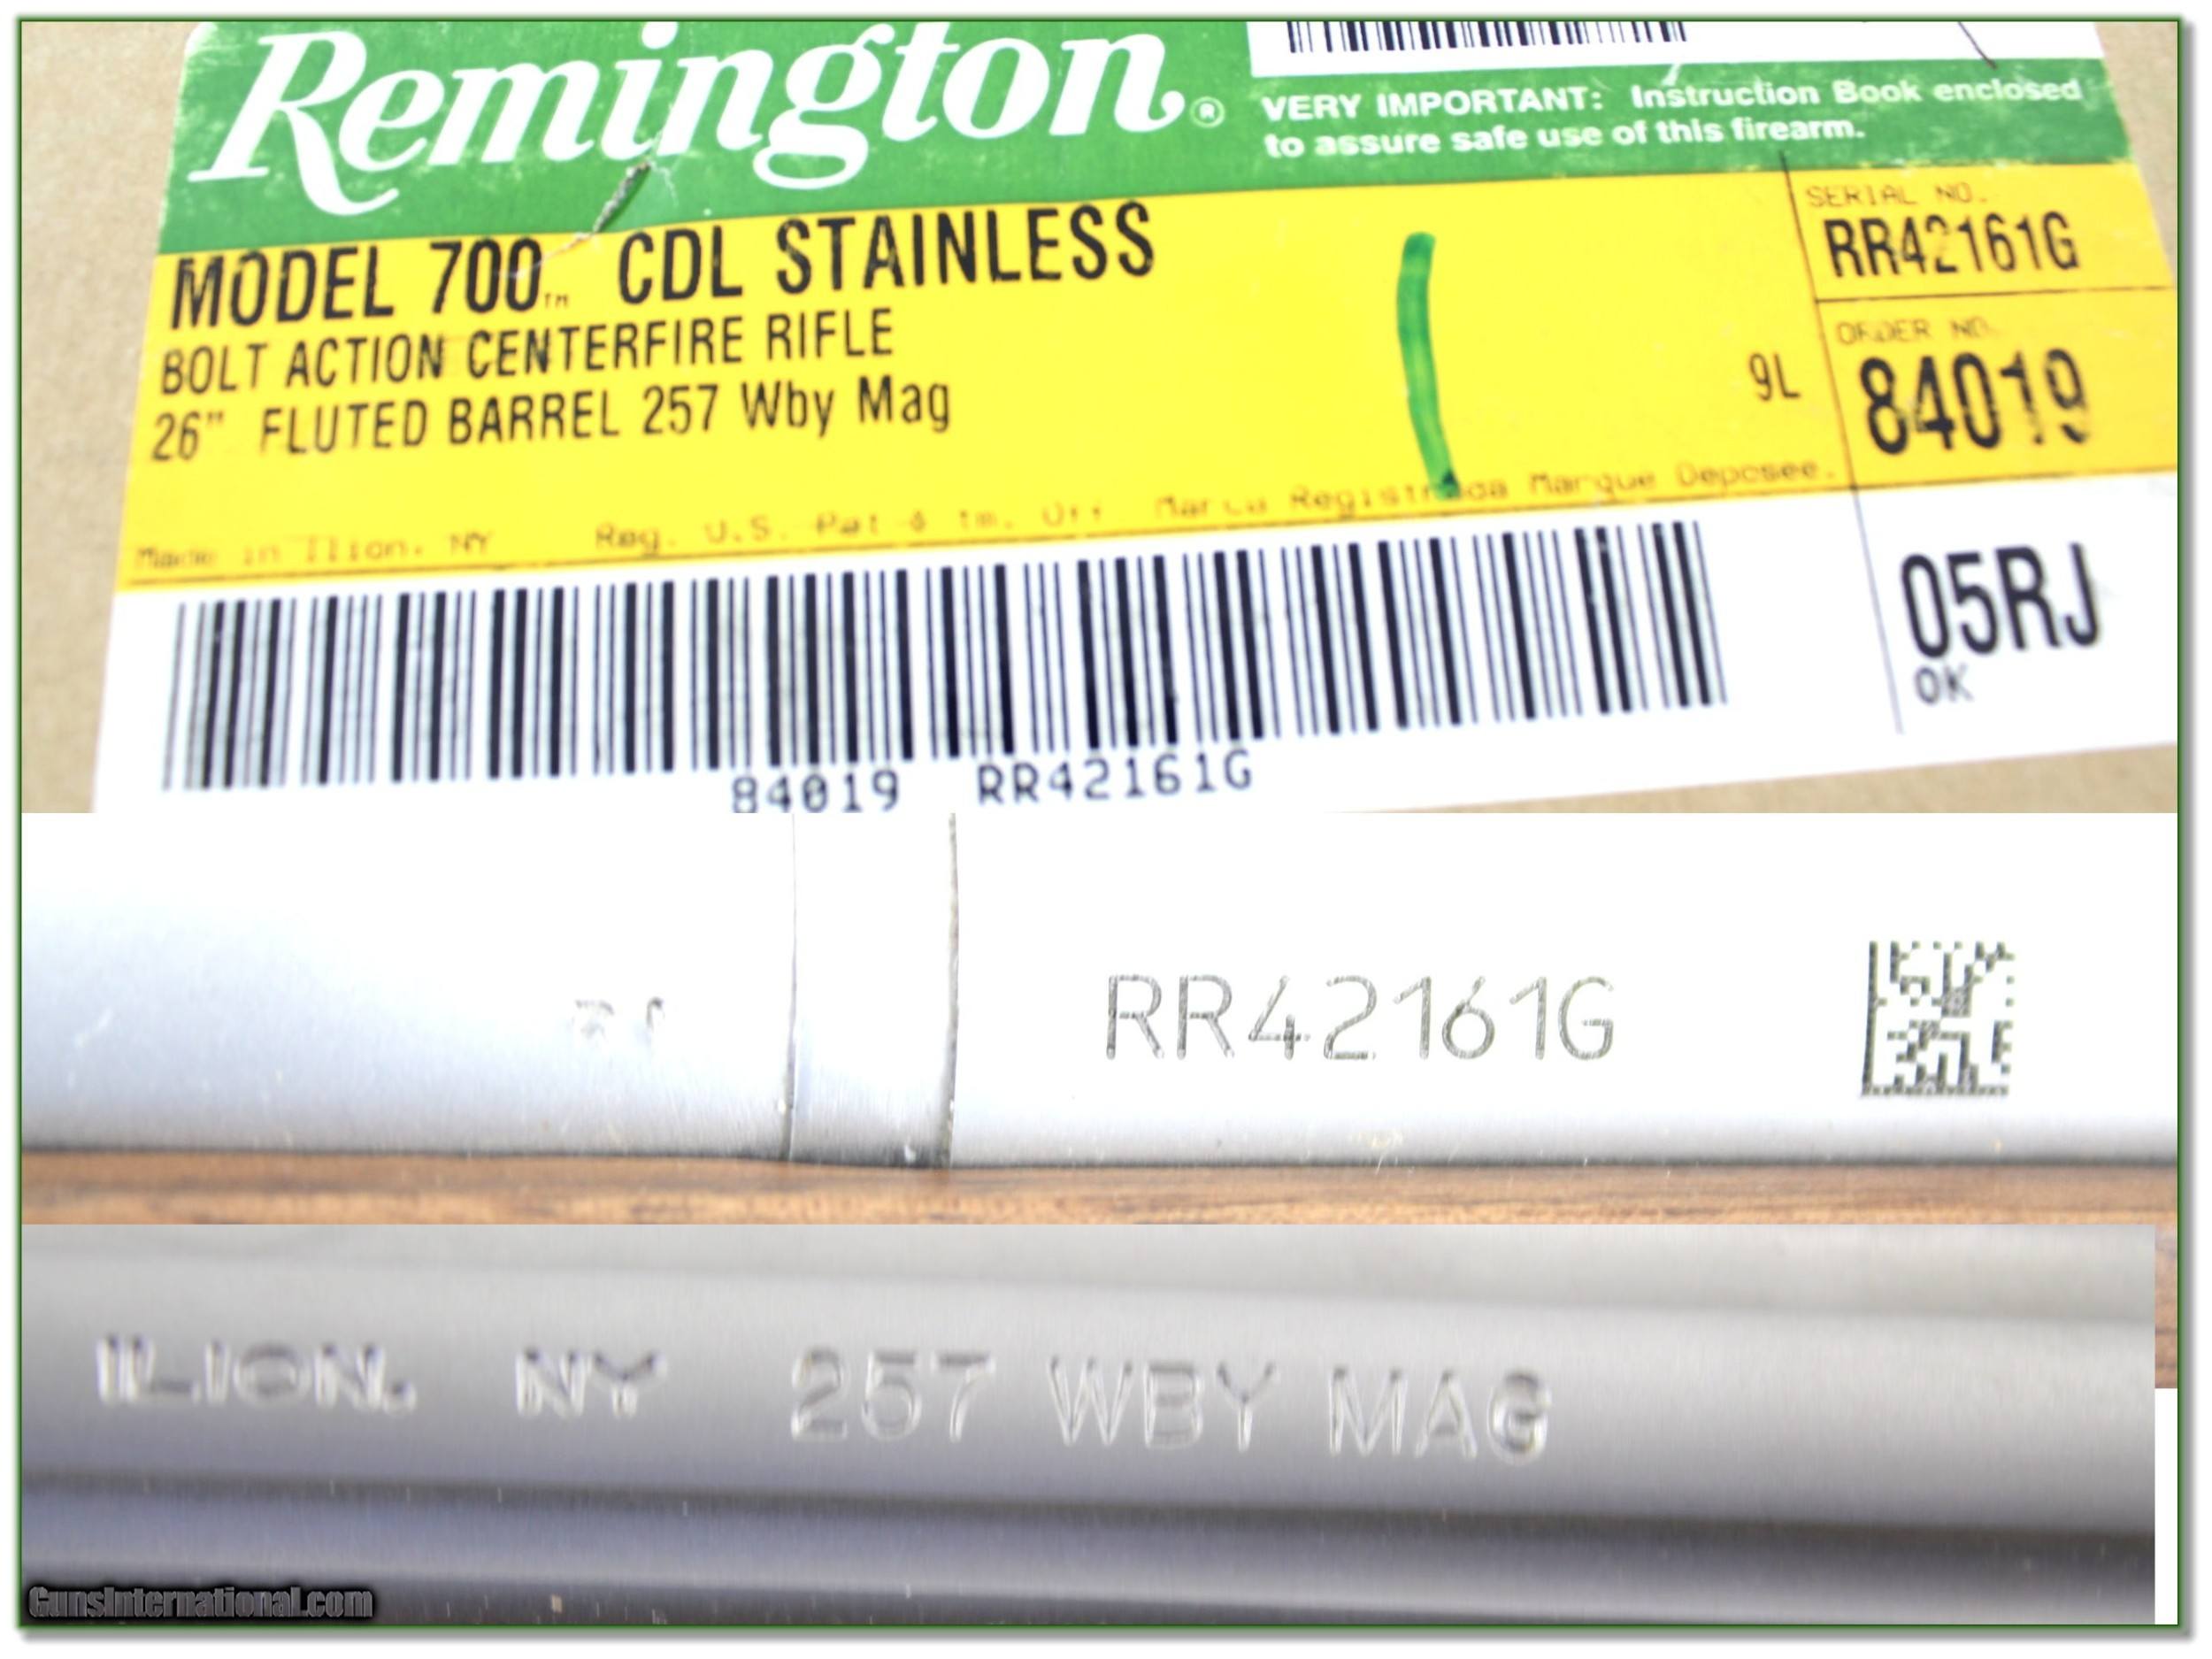 Remington®
VERY IMPORTANT: Instruction Book enclosed
to assure safe use of this firearm.
MODEL 700™ CDL STAINLESS
BOLT ACTION CENTERFIRE RIFLE
26" FLUTED BARREL 257 Wby Mag
9L
SERIAL NO.
RR42161G
ORDER NO.
84019
Made in Ilion, NY Reg. U.S. Pat & tm. Off Marca Registrada Marque Deposee.
05RJ
OK
84019 RR42161G
RR42161G
ILION, NY 257 WBY MAG
GunsInternational.com